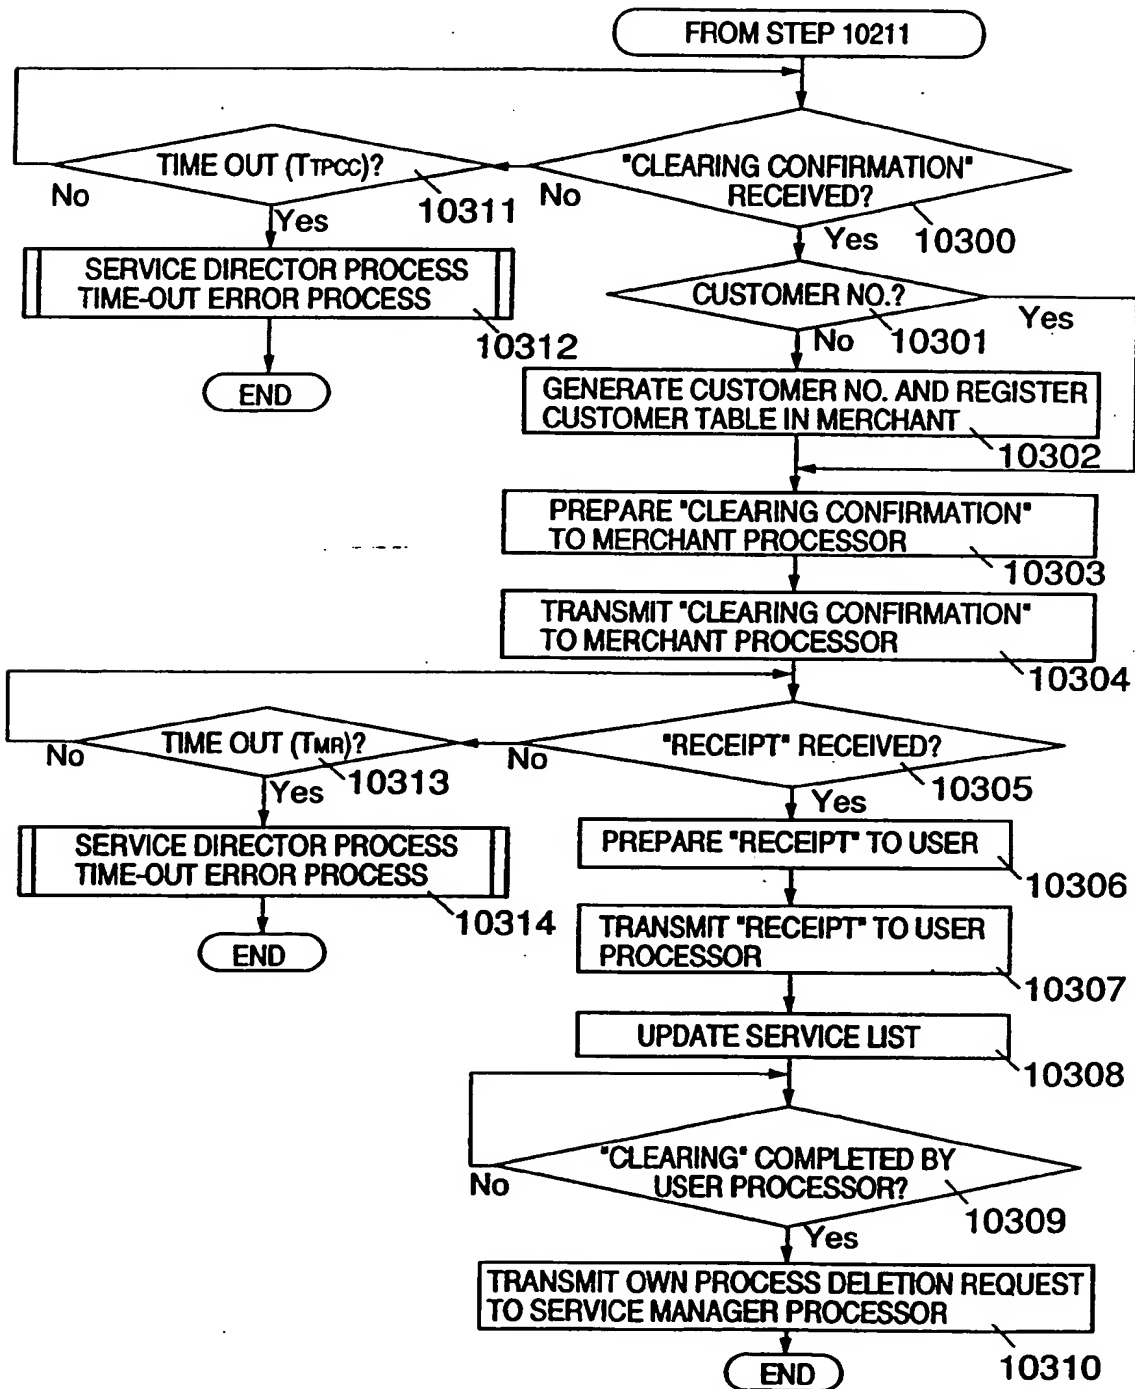 FROM STEP 10211
TIME OUT (TTPCC)?
No
10311
Yes
"CLEARING CONFIRMATION"
RECEIVED?
No
10300
Yes
SERVICE DIRECTOR PROCESS
TIME-OUT ERROR PROCESS
10312
END
CUSTOMER NO.?
Yes
10301
No
GENERATE CUSTOMER NO. AND REGISTER
CUSTOMER TABLE IN MERCHANT
10302
PREPARE "CLEARING CONFIRMATION"
TO MERCHANT PROCESSOR
10303
TRANSMIT "CLEARING CONFIRMATION"
TO MERCHANT PROCESSOR
10304
TIME OUT (TMR)?
No
10313
Yes
"RECEIPT" RECEIVED?
No
10305
Yes
SERVICE DIRECTOR PROCESS
TIME-OUT ERROR PROCESS
10314
END
PREPARE "RECEIPT" TO USER
10306
TRANSMIT "RECEIPT" TO USER
PROCESSOR
10307
UPDATE SERVICE LIST
10308
"CLEARING" COMPLETED BY
USER PROCESSOR?
No
10309
Yes
TRANSMIT OWN PROCESS DELETION REQUEST
TO SERVICE MANAGER PROCESSOR
10310
END